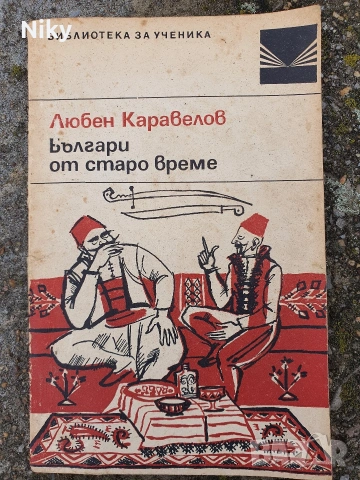 Niky
БИБЛИОТЕКА ЗА УЧЕНИКА
Любен Каравелов
Българи
от старо време